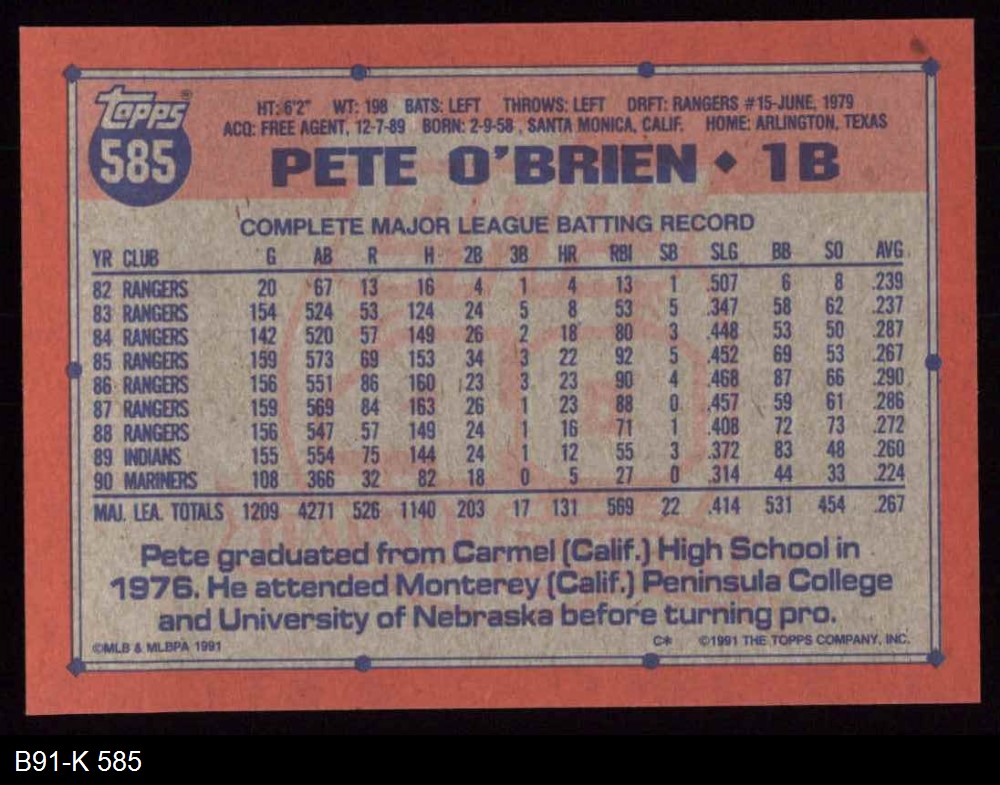 Topps®
585
HT: 6'2" WT: 198 BATS: LEFT THROWS: LEFT DRFT: RANGERS #15-JUNE, 1979
ACQ: FREE AGENT, 12-7-89 BORN: 2-9-58, SANTA MONICA, CALIF. HOME: ARLINGTON, TEXAS
PETE O'BRIEN ♦ 1B
COMPLETE MAJOR LEAGUE BATTING RECORD
YR CLUB G AB R H 2B 3B HR RBI SB SLG BB SO AVG.
82 RANGERS 20 67 13 16 4 1 4 13 1 .507 6 8 .239
83 RANGERS 154 524 53 124 24 5 8 53 5 .347 58 62 .237
84 RANGERS 142 520 57 149 26 2 18 80 3 .448 53 50 .287
85 RANGERS 159 573 69 153 34 3 22 92 5 .452 69 53 .267
86 RANGERS 156 551 86 160 23 3 23 90 4 .468 87 66 .290
87 RANGERS 159 569 84 163 26 1 23 88 0 .457 59 61 .286
88 RANGERS 156 547 57 149 24 1 16 71 1 .408 72 73 .272
89 INDIANS 155 554 75 144 24 1 12 55 3 .372 83 48 .260
90 MARINERS 108 366 32 82 18 0 5 27 0 .314 44 33 .224
MAJ. LEA. TOTALS 1209 4271 526 1140 203 17 131 569 22 .414 531 454 .267
Pete graduated from Carmel (Calif.) High School in
1976. He attended Monterey (Calif.) Peninsula College
and University of Nebraska before turning pro.
©MLB & MLBPA 1991 C* ©1991 THE TOPPS COMPANY, INC.
B91-K 585